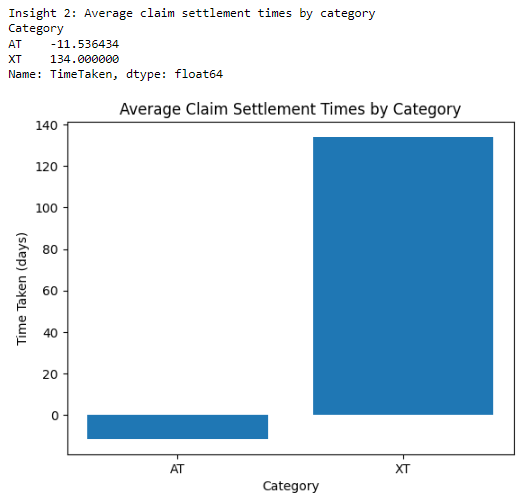 Insight 2: Average claim settlement times by category
Category
AT    -11.536434
XT    134.000000
Name: TimeTaken, dtype: float64
Average Claim Settlement Times by Category
140
120
100
80
60
40
20
0
Time Taken (days)
AT XT
Category